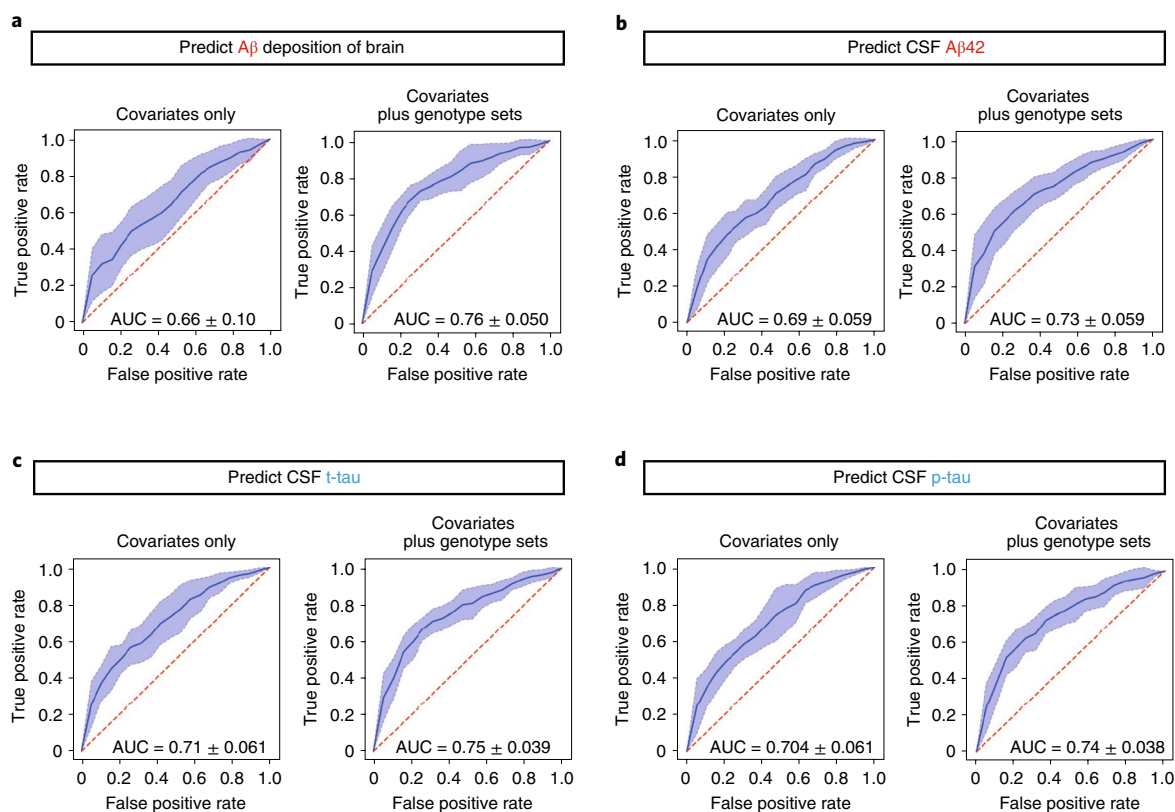 a
Predict Aβ deposition of brain
Covariates only
True positive rate
1.0
0.8
0.6
0.4
0.2
0
AUC = 0.66 ± 0.10
0 0.2 0.4 0.6 0.8 1.0
False positive rate
Covariates
plus genotype sets
True positive rate
1.0
0.8
0.6
0.4
0.2
0
AUC = 0.76 ± 0.050
0 0.2 0.4 0.6 0.8 1.0
False positive rate
b
Predict CSF Aβ42
Covariates only
True positive rate
1.0
0.8
0.6
0.4
0.2
0
AUC = 0.69 ± 0.059
0 0.2 0.4 0.6 0.8 1.0
False positive rate
Covariates
plus genotype sets
True positive rate
1.0
0.8
0.6
0.4
0.2
0
AUC = 0.73 ± 0.059
0 0.2 0.4 0.6 0.8 1.0
False positive rate
c
Predict CSF t-tau
Covariates only
True positive rate
1.0
0.8
0.6
0.4
0.2
0
AUC = 0.71 ± 0.061
0 0.2 0.4 0.6 0.8 1.0
False positive rate
Covariates
plus genotype sets
True positive rate
1.0
0.8
0.6
0.4
0.2
0
AUC = 0.75 ± 0.039
0 0.2 0.4 0.6 0.8 1.0
False positive rate
d
Predict CSF p-tau
Covariates only
True positive rate
1.0
0.8
0.6
0.4
0.2
0
AUC = 0.704 ± 0.061
0 0.2 0.4 0.6 0.8 1.0
False positive rate
Covariates
plus genotype sets
True positive rate
1.0
0.8
0.6
0.4
0.2
0
AUC = 0.74 ± 0.038
0 0.2 0.4 0.6 0.8 1.0
False positive rate